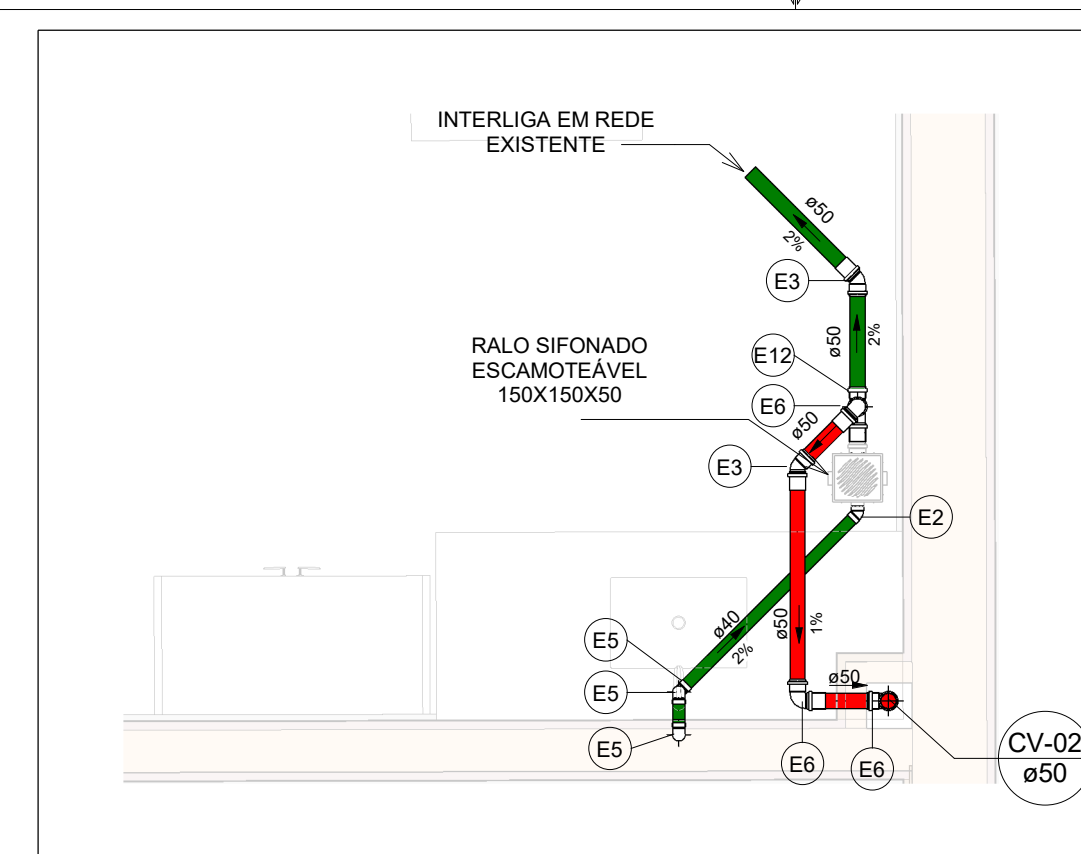 INTERLIGA EM REDE
EXISTENTE
ø50
2%
E3
ø50
2%
RALO SIFONADO
ESCAMOTEÁVEL
150X150X50
E12
E6
ø50
E3
E2
ø40
2%
ø50
1%
E5
E5
E5
ø50
E6
E6
CV-02
ø50